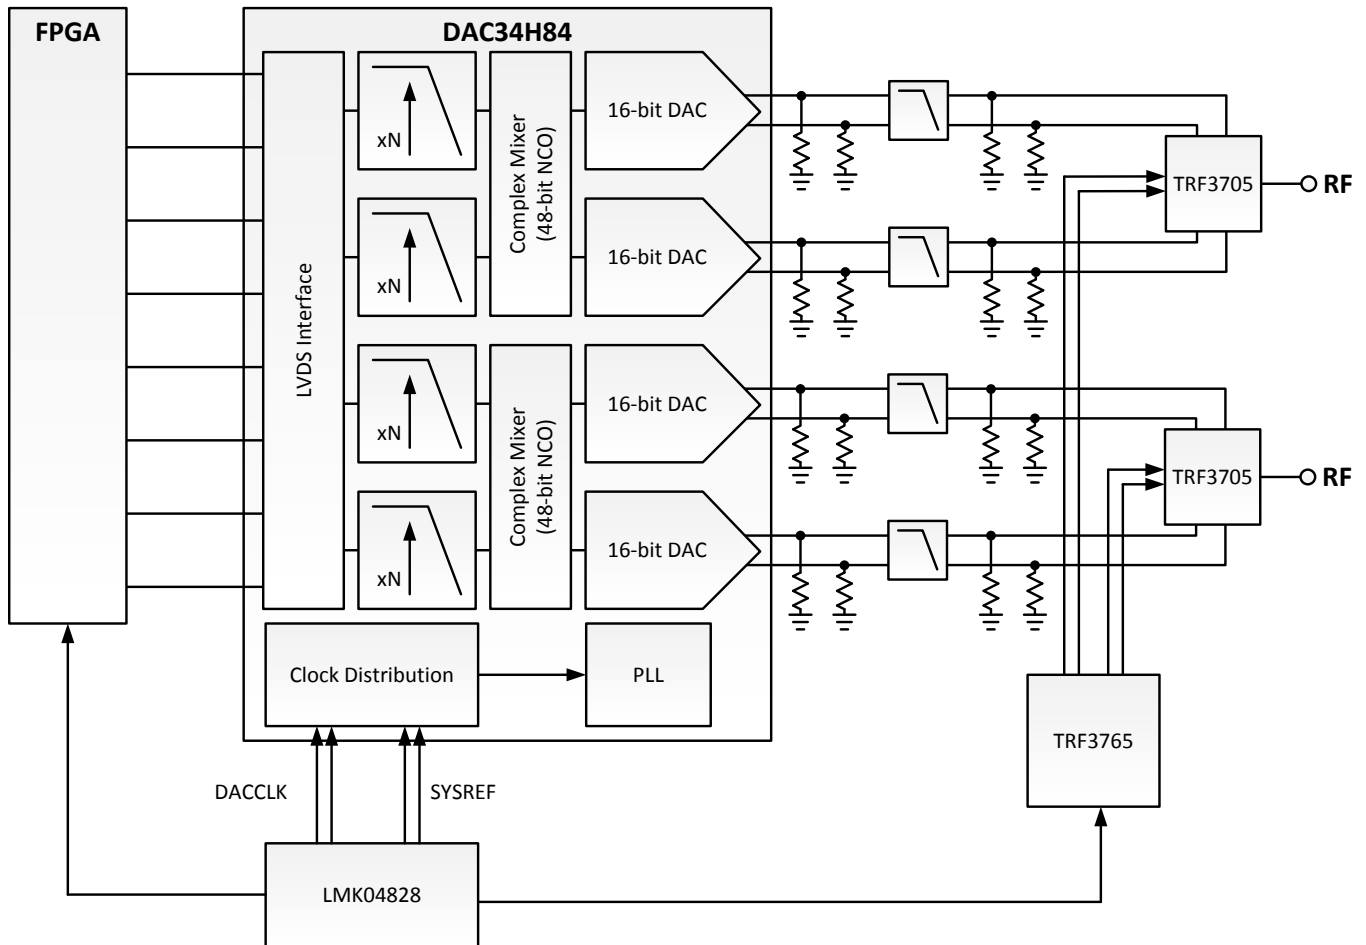 FPGA
DAC34H84
LVDS Interface
xN
Complex Mixer
(48-bit NCO)
16-bit DAC
xN
16-bit DAC
TRF3705
RF
xN
Complex Mixer
(48-bit NCO)
16-bit DAC
xN
16-bit DAC
TRF3705
RF
Clock Distribution
PLL
TRF3765
DACCLK
SYSREF
LMK04828